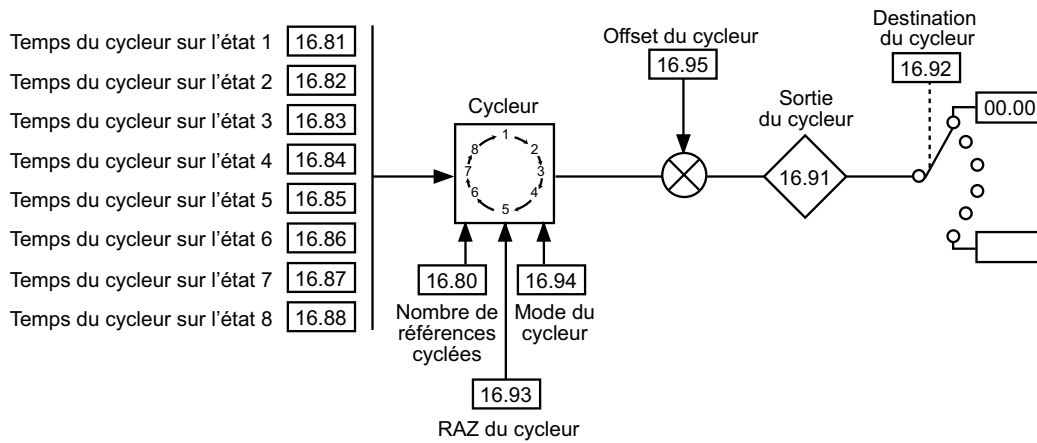 Temps du cycleur sur l'état 1 16.81
Temps du cycleur sur l'état 2 16.82
Temps du cycleur sur l'état 3 16.83
Temps du cycleur sur l'état 4 16.84
Temps du cycleur sur l'état 5 16.85
Temps du cycleur sur l'état 6 16.86
Temps du cycleur sur l'état 7 16.87
Temps du cycleur sur l'état 8 16.88
Cycleur
1
2
3
4
5
6
7
8
16.80
Nombre de
références
cyclées
16.94
Mode du
cycleur
16.93
RAZ du cycleur
Offset du cycleur
16.95
Sortie
du cycleur
16.91
Destination
du cycleur
16.92
00.00